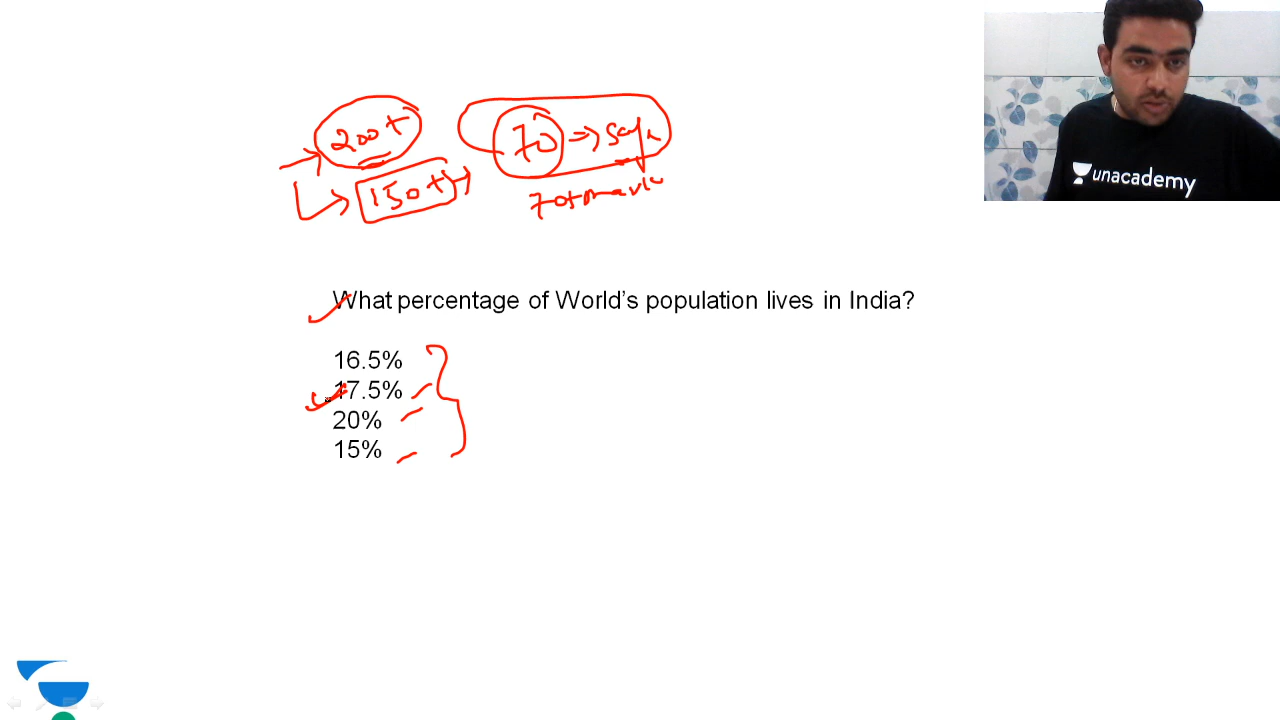 200+
70 => safe
150+
70+ marks
unacademy
What percentage of World's population lives in India?
16.5%
17.5%
20%
15%